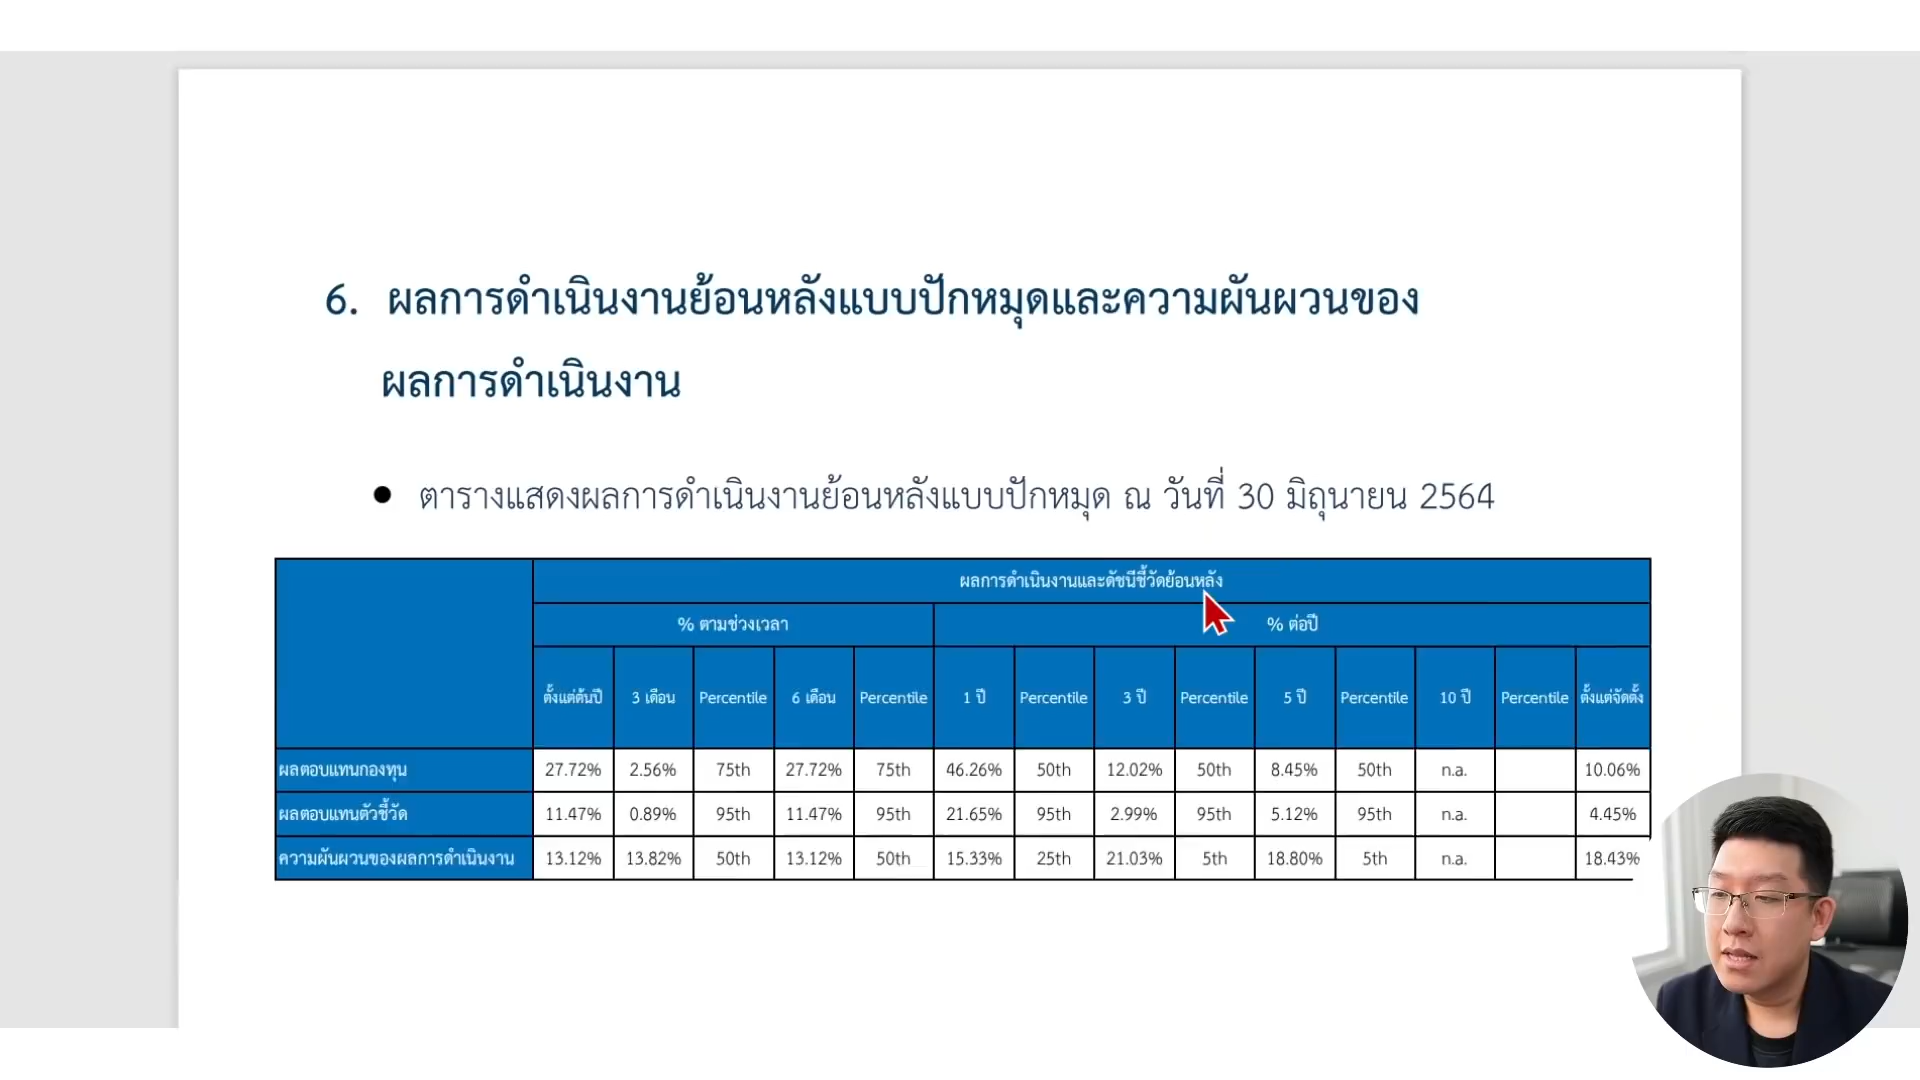 6. ผลการดำเนินงานย้อนหลังแบบปักหมุดและความผันผวนของ
ผลการดำเนินงาน
● ตารางแสดงผลการดำเนินงานย้อนหลังแบบปักหมุด ณ วันที่ 30 มิถุนายน 2564
ผลการดำเนินงานและดัชนีชี้วัดย้อนหลัง
% ตามช่วงเวลา % ต่อปี
ตั้งแต่ต้นปี 3 เดือน Percentile 6 เดือน Percentile 1 ปี Percentile 3 ปี Percentile 5 ปี Percentile 10 ปี Percentile ตั้งแต่จัดตั้ง
ผลตอบแทนกองทุน 27.72% 2.56% 75th 27.72% 75th 46.26% 50th 12.02% 50th 8.45% 50th n.a. 10.06%
ผลตอบแทนตัวชี้วัด 11.47% 0.89% 95th 11.47% 95th 21.65% 95th 2.99% 95th 5.12% 95th n.a. 4.45%
ความผันผวนของผลการดำเนินงาน 13.12% 13.82% 50th 13.12% 50th 15.33% 25th 21.03% 5th 18.80% 5th n.a. 18.43%